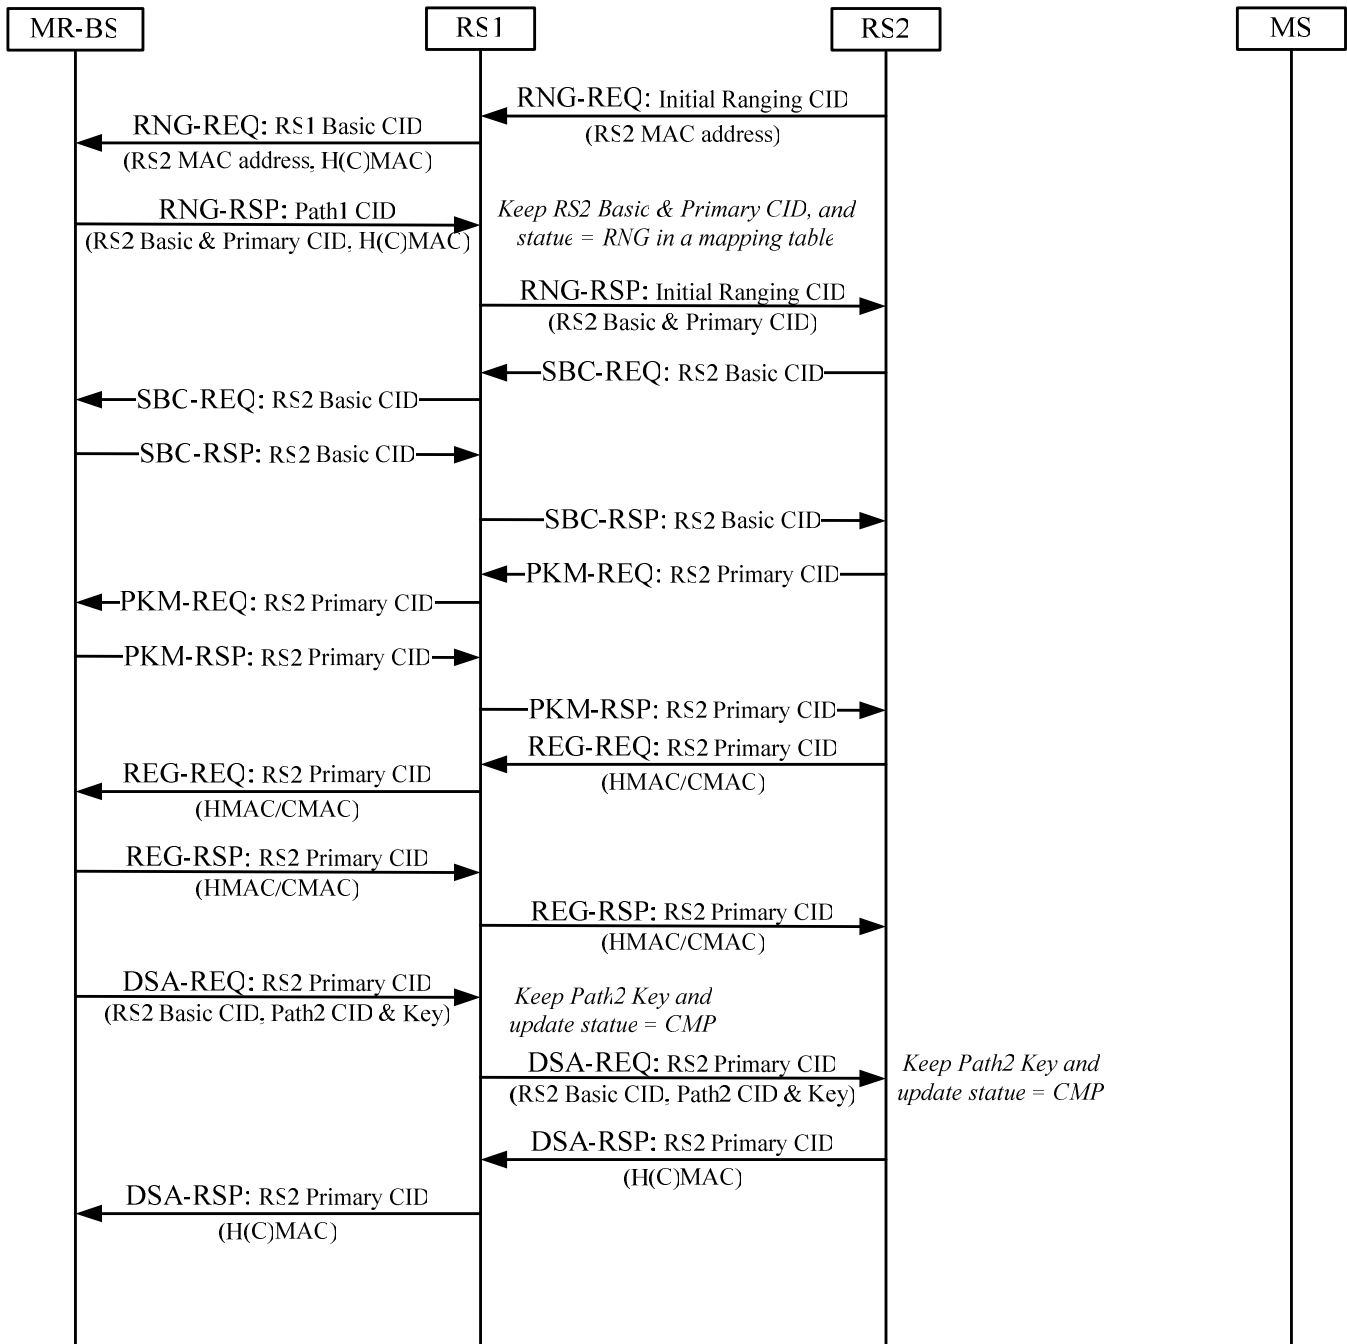 MR-BS
RS1
RS2
MS
RNG-REQ: Initial Ranging CID
(RS2 MAC address)
RNG-REQ: RS1 Basic CID
(RS2 MAC address, H(C)MAC)
RNG-RSP: Path1 CID
(RS2 Basic & Primary CID, H(C)MAC)
Keep RS2 Basic & Primary CID, and
statue = RNG in a mapping table
RNG-RSP: Initial Ranging CID
(RS2 Basic & Primary CID)
SBC-REQ: RS2 Basic CID
SBC-REQ: RS2 Basic CID
SBC-RSP: RS2 Basic CID
SBC-RSP: RS2 Basic CID
PKM-REQ: RS2 Primary CID
PKM-REQ: RS2 Primary CID
PKM-RSP: RS2 Primary CID
PKM-RSP: RS2 Primary CID
REG-REQ: RS2 Primary CID
(HMAC/CMAC)
REG-REQ: RS2 Primary CID
(HMAC/CMAC)
REG-RSP: RS2 Primary CID
(HMAC/CMAC)
REG-RSP: RS2 Primary CID
(HMAC/CMAC)
DSA-REQ: RS2 Primary CID
(RS2 Basic CID, Path2 CID & Key)
Keep Path2 Key and
update statue = CMP
DSA-REQ: RS2 Primary CID
(RS2 Basic CID, Path2 CID & Key)
Keep Path2 Key and
update statue = CMP
DSA-RSP: RS2 Primary CID
(H(C)MAC)
DSA-RSP: RS2 Primary CID
(H(C)MAC)